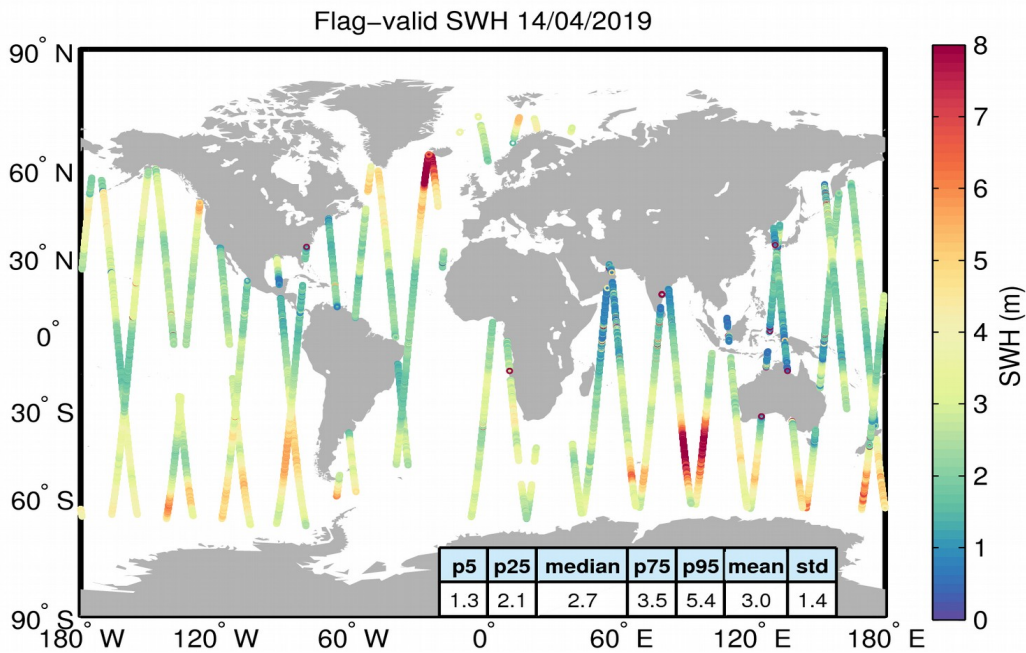 Flag−valid SWH 14/04/2019
90° N
60° N
30° N
0°
30° S
60° S
90° S
180° W
120° W
60° W
0°
60° E
120° E
180° E
p5 p25 median p75 p95 mean std
1.3 2.1 2.7 3.5 5.4 3.0 1.4
8
7
6
5
4
3
2
1
0
SWH (m)